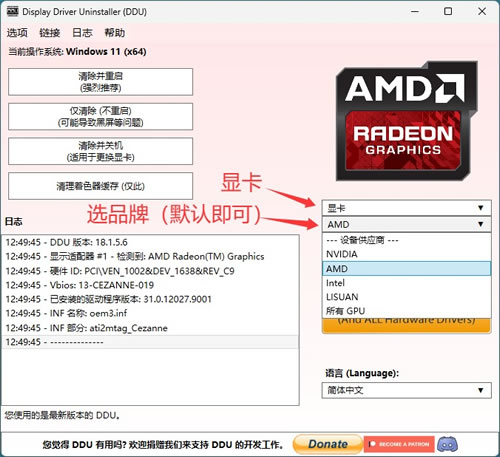 Display Driver Uninstaller (DDU)
选项 链接 日志 帮助
当前操作系统: Windows 11 (x64)
清除并重启
(强烈推荐)
仅清除 (不重启)
(可能导致黑屏等问题)
清除并关机
(适用于更换显卡)
清理着色器缓存 (仅此)
AMD
RADEON
GRAPHICS
显卡
选品牌（默认即可）
显卡
AMD
--- 设备供应商 ---
NVIDIA
AMD
Intel
LISUAN
所有 GPU
(And ALL Hardware Drivers)
日志
12:49:45 - DDU 版本: 18.1.5.6
12:49:45 - 显示适配器 #1 - 检测到: AMD Radeon(TM) Graphics
12:49:45 - 硬件 ID: PCI\VEN_1002&DEV_1638&REV_C9
12:49:45 - Vbios: 13-CEZANNE-019
12:49:45 - 已安装的驱动程序版本: 31.0.12027.9001
12:49:45 - INF 名称: oem3.inf
12:49:45 - INF 部分: ati2mtag_Cezanne
12:49:45 - --------------
语言 (Language):
简体中文
您使用的是最新版本的 DDU。
您觉得 DDU 有用吗? 欢迎捐赠我们来支持 DDU 的开发工作。
Donate
BECOME A PATRON